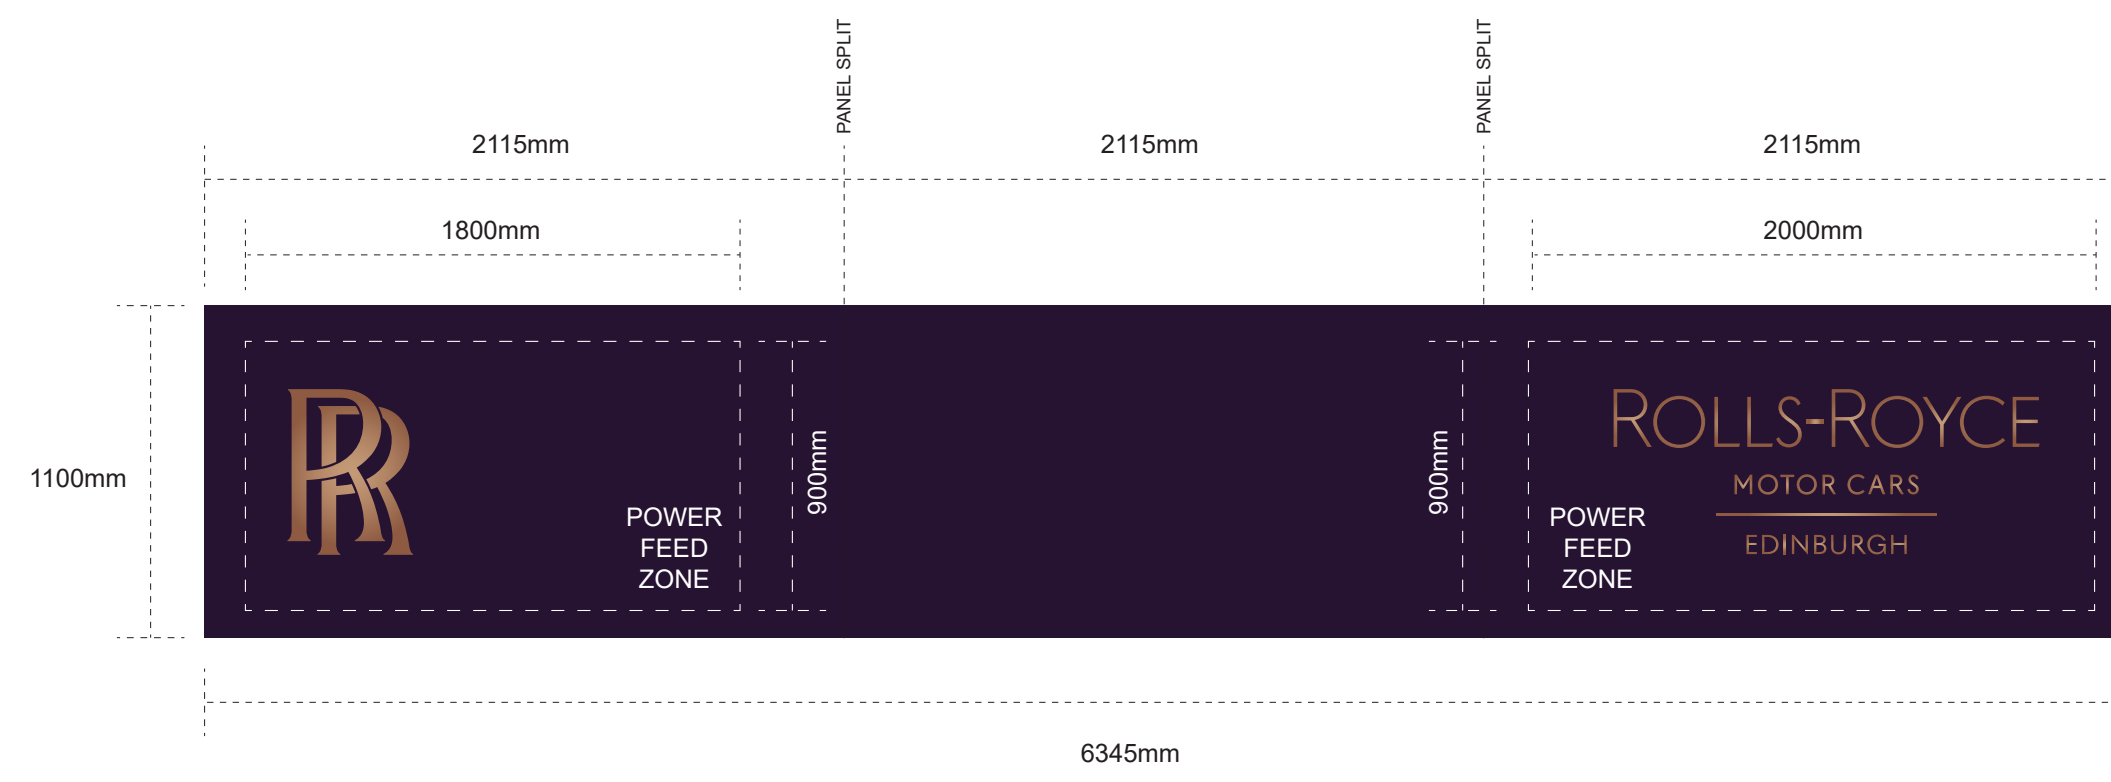 PANEL SPLIT
PANEL SPLIT
2115mm
2115mm
2115mm
1800mm
2000mm
1100mm
RR
POWER
FEED
ZONE
900mm
900mm
ROLLS-ROYCE
MOTOR CARS
EDINBURGH
POWER
FEED
ZONE
6345mm